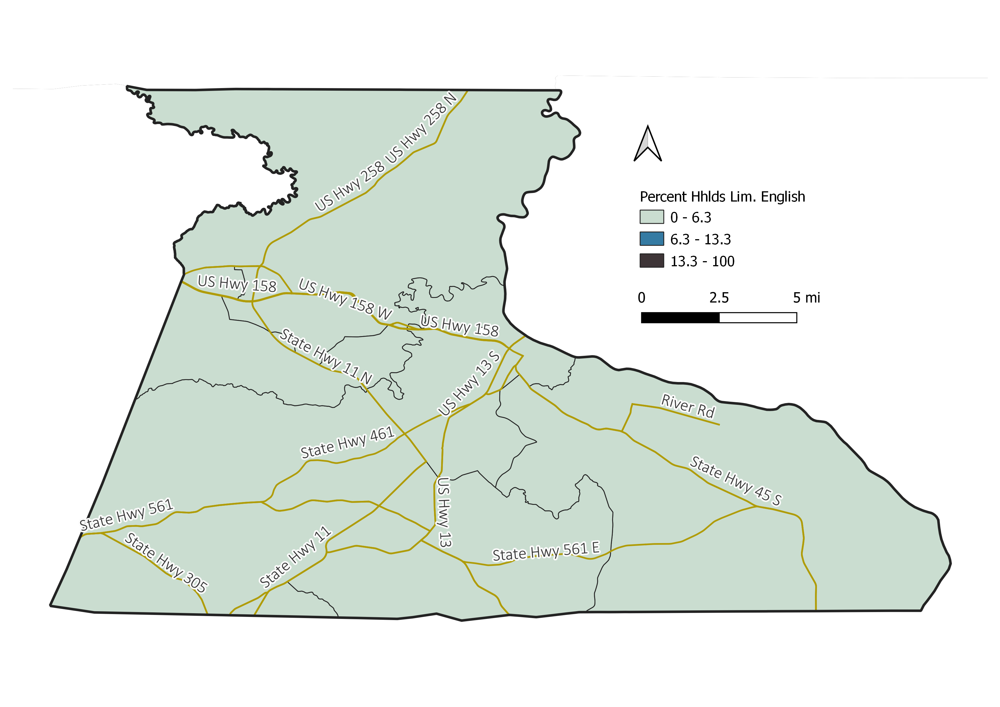 US Hwy 258 N
US Hwy 258
Percent Hhlds Lim. English
0 - 6.3
6.3 - 13.3
13.3 - 100
US Hwy 158
US Hwy 158 W
0 2.5 5 mi
US Hwy 158
State Hwy 11 N
US Hwy 13 S
River Rd
State Hwy 461
State Hwy 45 S
US Hwy 13
State Hwy 561
State Hwy 11
State Hwy 305
State Hwy 561 E